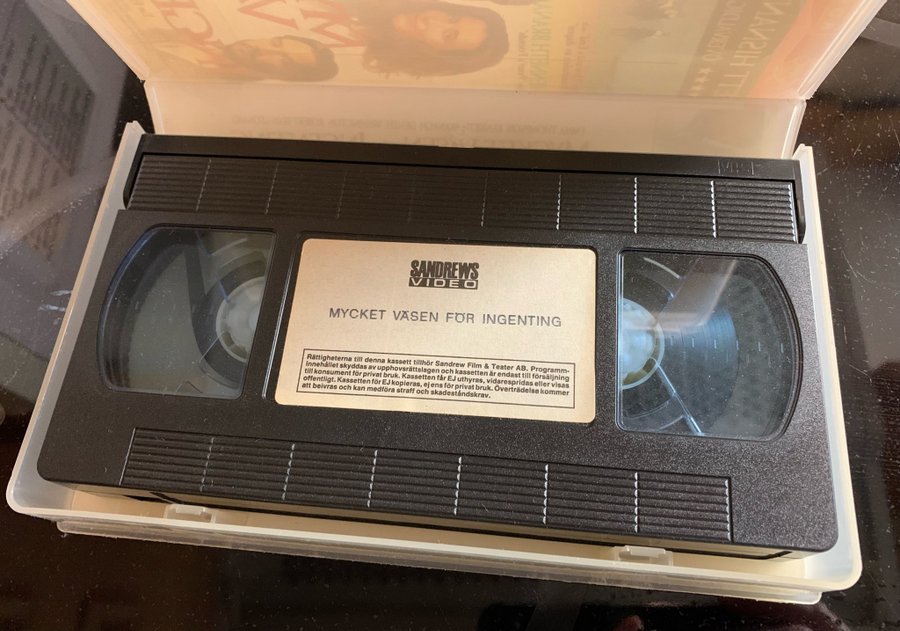 SANDREWS
VIDEO
MYCKET VÄSEN FÖR INGENTING
Rättigheterna till denna kassett tillhör Sandrew Film & Teater AB. Programm-
innehållet skyddas av upphovsrättslagen och kassetten är endast till försäljning
till konsument för privat bruk. Kassetten får EJ uthyras, vidarespridas eller visas
offentligt. Kassetten för EJ kopieras, ej ens för privat bruk. Överträdelse kommer
att beivras och kan medföra straff och skadeståndskrav.